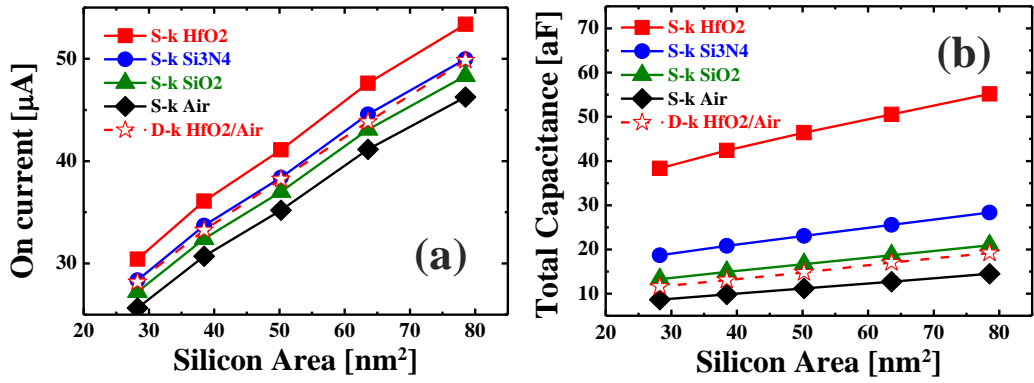 (a)
S-k HfO2
S-k Si3N4
S-k SiO2
S-k Air
D-k HfO2/Air
On current [µA]
50
40
30
20 30 40 50 60 70 80
Silicon Area [nm²]
(b)
S-k HfO2
S-k Si3N4
S-k SiO2
S-k Air
D-k HfO2/Air
Total Capacitance [aF]
70
60
50
40
30
20
10
20 30 40 50 60 70 80
Silicon Area [nm²]